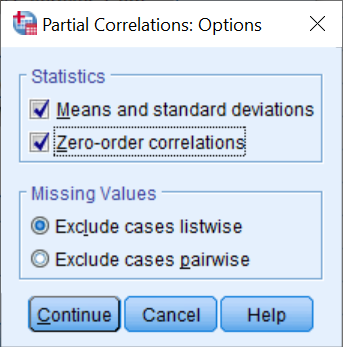 Partial Correlations: Options
Statistics
Means and standard deviations
Zero-order correlations
Missing Values
Exclude cases listwise
Exclude cases pairwise
Continue Cancel Help